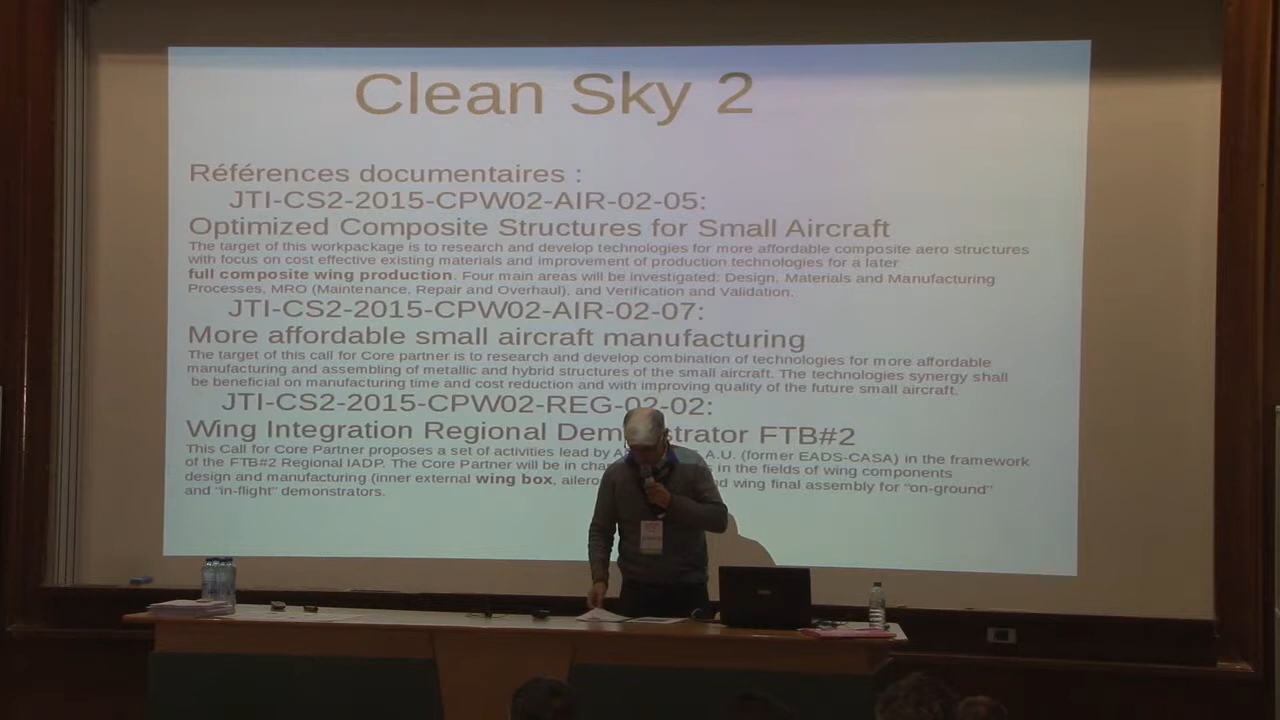 Clean Sky 2
Références documentaires :
JTI-CS2-2015-CPW02-AIR-02-05:
Optimized Composite Structures for Small Aircraft
The target of this workpackage is to research and develop technologies for more affordable composite aero structures
with focus on cost effective existing materials and improvement of production technologies for a later
full composite wing production. Four main areas will be investigated: Design, Materials and Manufacturing
Processes, MRO (Maintenance, Repair and Overhaul), and Verification and Validation.
JTI-CS2-2015-CPW02-AIR-02-07:
More affordable small aircraft manufacturing
The target of this call for Core partner is to research and develop combination of technologies for more affordable
manufacturing and assembling of metallic and hybrid structures of the small aircraft. The technologies synergy shall
be beneficial on manufacturing time and cost reduction and with improving quality of the future small aircraft.
JTI-CS2-2015-CPW02-REG-02-02:
Wing Integration Regional Demonstrator FTB#2
This Call for Core Partner proposes a set of activities lead by A.U. (former EADS-CASA) in the framework
of the FTB#2 Regional IADP. The Core Partner will be in in the fields of wing components
design and manufacturing (inner external wing box, wing final assembly for "on-ground"
and "in-flight" demonstrators.